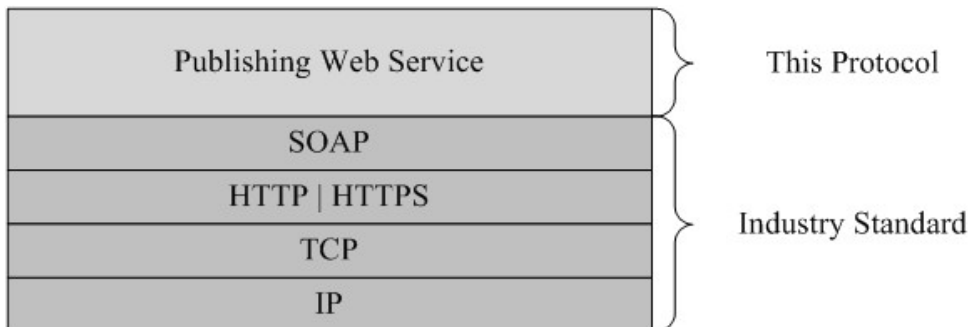 Publishing Web Service
This Protocol
SOAP
HTTP | HTTPS
Industry Standard
TCP
IP